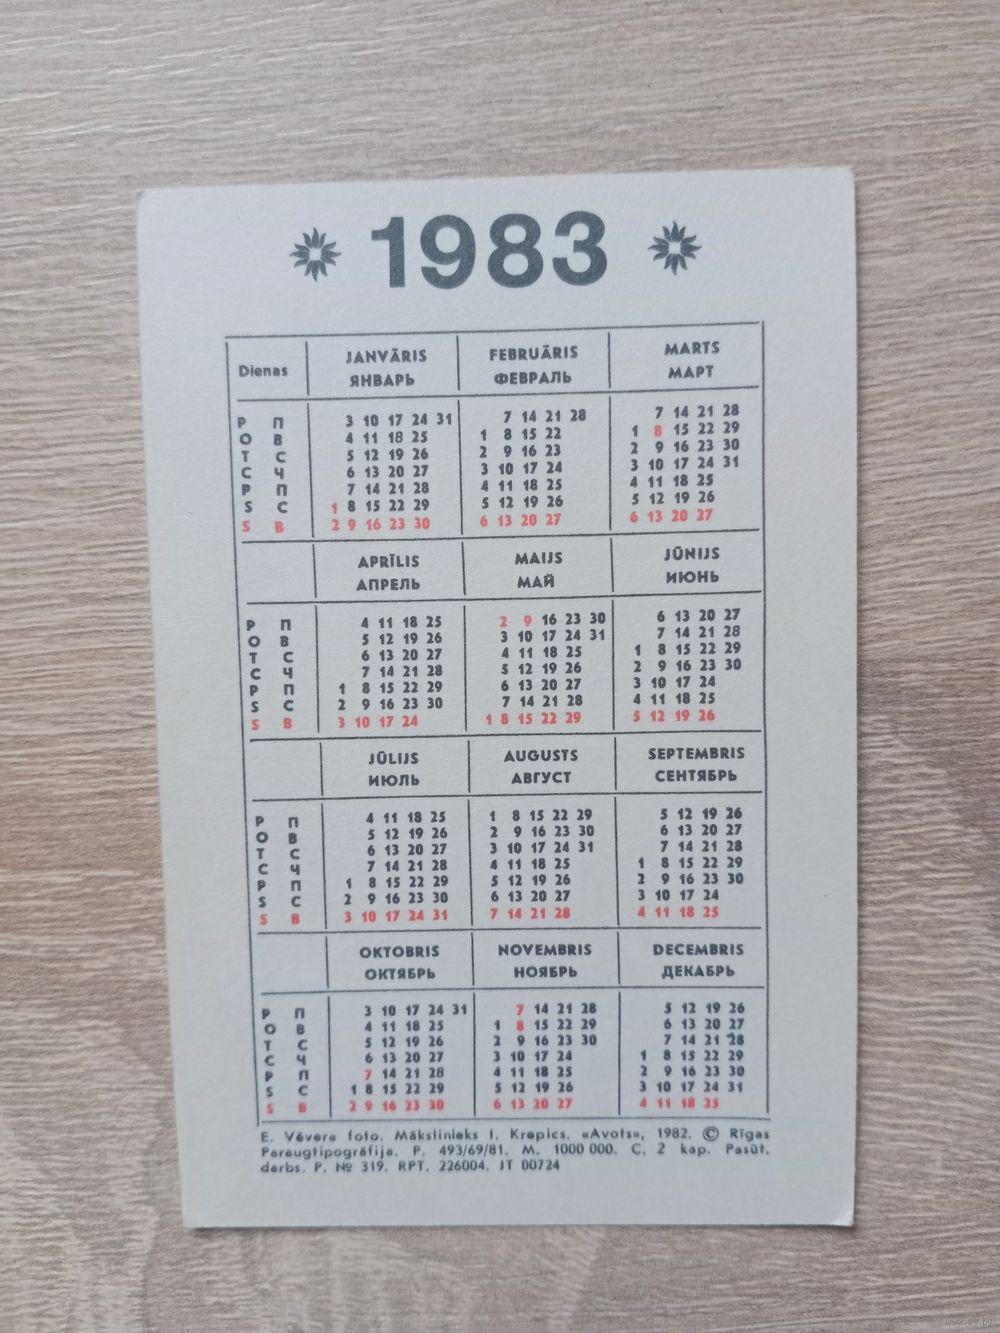 1983
Dienas JANVĀRIS FEBRUĀRIS MARTS
ЯНВАРЬ ФЕВРАЛЬ МАРТ
P П 3 10 17 24 31 7 14 21 28 7 14 21 28
O В 4 11 18 25 1 8 15 22 1 8 15 22 29
T С 5 12 19 26 2 9 16 23 2 9 16 23 30
C Ч 6 13 20 27 3 10 17 24 3 10 17 24 31
P П 7 14 21 28 4 11 18 25 4 11 18 25
S С 1 8 15 22 29 5 12 19 26 5 12 19 26
S В 2 9 16 23 30 6 13 20 27 6 13 20 27
APRĪLIS MAIJS JŪNIJS
АПРЕЛЬ МАЙ ИЮНЬ
P П 4 11 18 25 2 9 16 23 30 6 13 20 27
O В 5 12 19 26 3 10 17 24 31 7 14 21 28
T С 6 13 20 27 4 11 18 25 1 8 15 22 29
C Ч 7 14 21 28 5 12 19 26 2 9 16 23 30
P П 1 8 15 22 29 6 13 20 27 3 10 17 24
S С 2 9 16 23 30 7 14 21 28 4 11 18 25
S В 3 10 17 24 1 8 15 22 29 5 12 19 26
JŪLIJS AUGUSTS SEPTEMBRIS
ИЮЛЬ АВГУСТ СЕНТЯБРЬ
P П 4 11 18 25 1 8 15 22 29 5 12 19 26
O В 5 12 19 26 2 9 16 23 30 6 13 20 27
T С 6 13 20 27 3 10 17 24 31 7 14 21 28
C Ч 7 14 21 28 4 11 18 25 1 8 15 22 29
P П 1 8 15 22 29 5 12 19 26 2 9 16 23 30
S С 2 9 16 23 30 6 13 20 27 3 10 17 24
S В 3 10 17 24 31 7 14 21 28 4 11 18 25
OKTOBRIS NOVEMBRIS DECEMBRIS
ОКТЯБРЬ НОЯБРЬ ДЕКАБРЬ
P П 3 10 17 24 31 7 14 21 28 5 12 19 26
O В 4 11 18 25 1 8 15 22 29 6 13 20 27
T С 5 12 19 26 2 9 16 23 30 7 14 21 28
C Ч 6 13 20 27 3 10 17 24 1 8 15 22 29
P П 7 14 21 28 4 11 18 25 2 9 16 23 30
S С 1 8 15 22 29 5 12 19 26 3 10 17 24 31
S В 2 9 16 23 30 6 13 20 27 4 11 18 25
E. Vēvera foto. Mākslinieks I. Krepics. «Avots», 1982. © Rīgas
Paraugtipogrāfija. P. 493/69/81. M. 1000 000. C. 2 kap. Pasūt.
darbs. P. № 319. RPT. 226004. JT 00724
www.ay.by